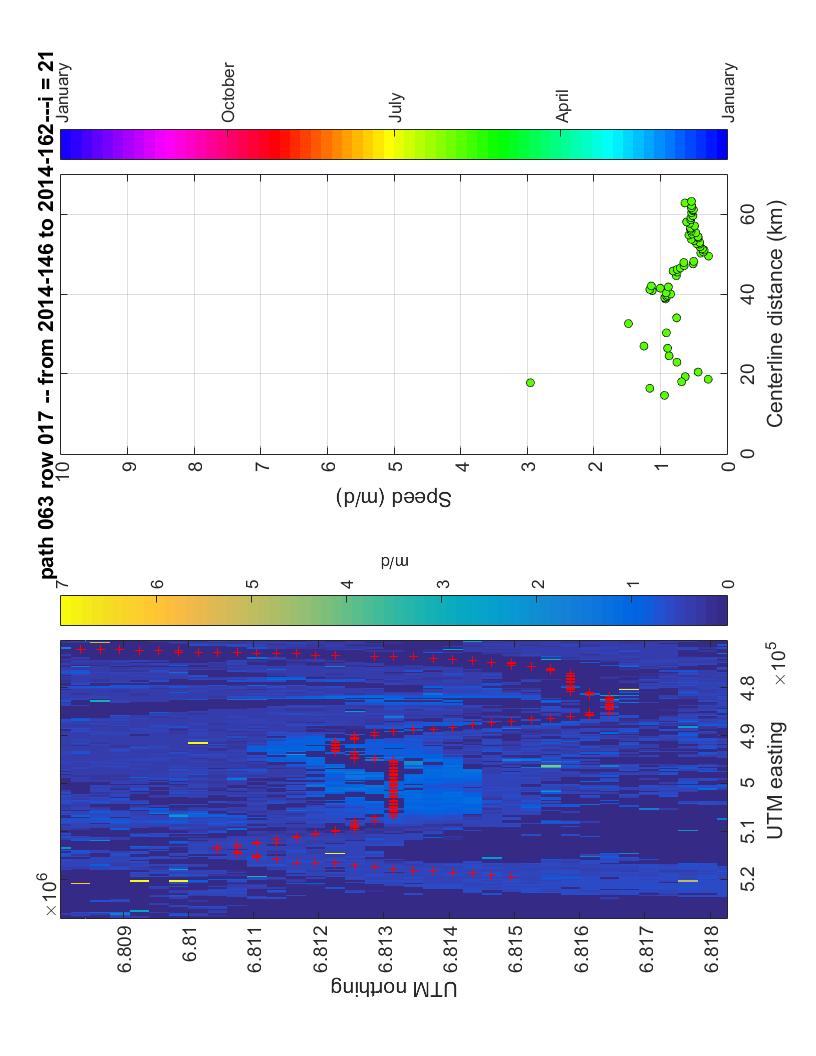 path 063 row 017 -- from 2014-146 to 2014-162---i = 21
×10^6
6.809
6.81
6.811
6.812
6.813
6.814
6.815
6.816
6.817
6.818
UTM northing
5.2 5.1 5 4.9 4.8
×10^5
UTM easting
7
6
5
4
3
2
1
0
m/d
10
9
8
7
6
5
4
3
2
1
0
Speed (m/d)
0 20 40 60
Centerline distance (km)
January
October
July
April
January